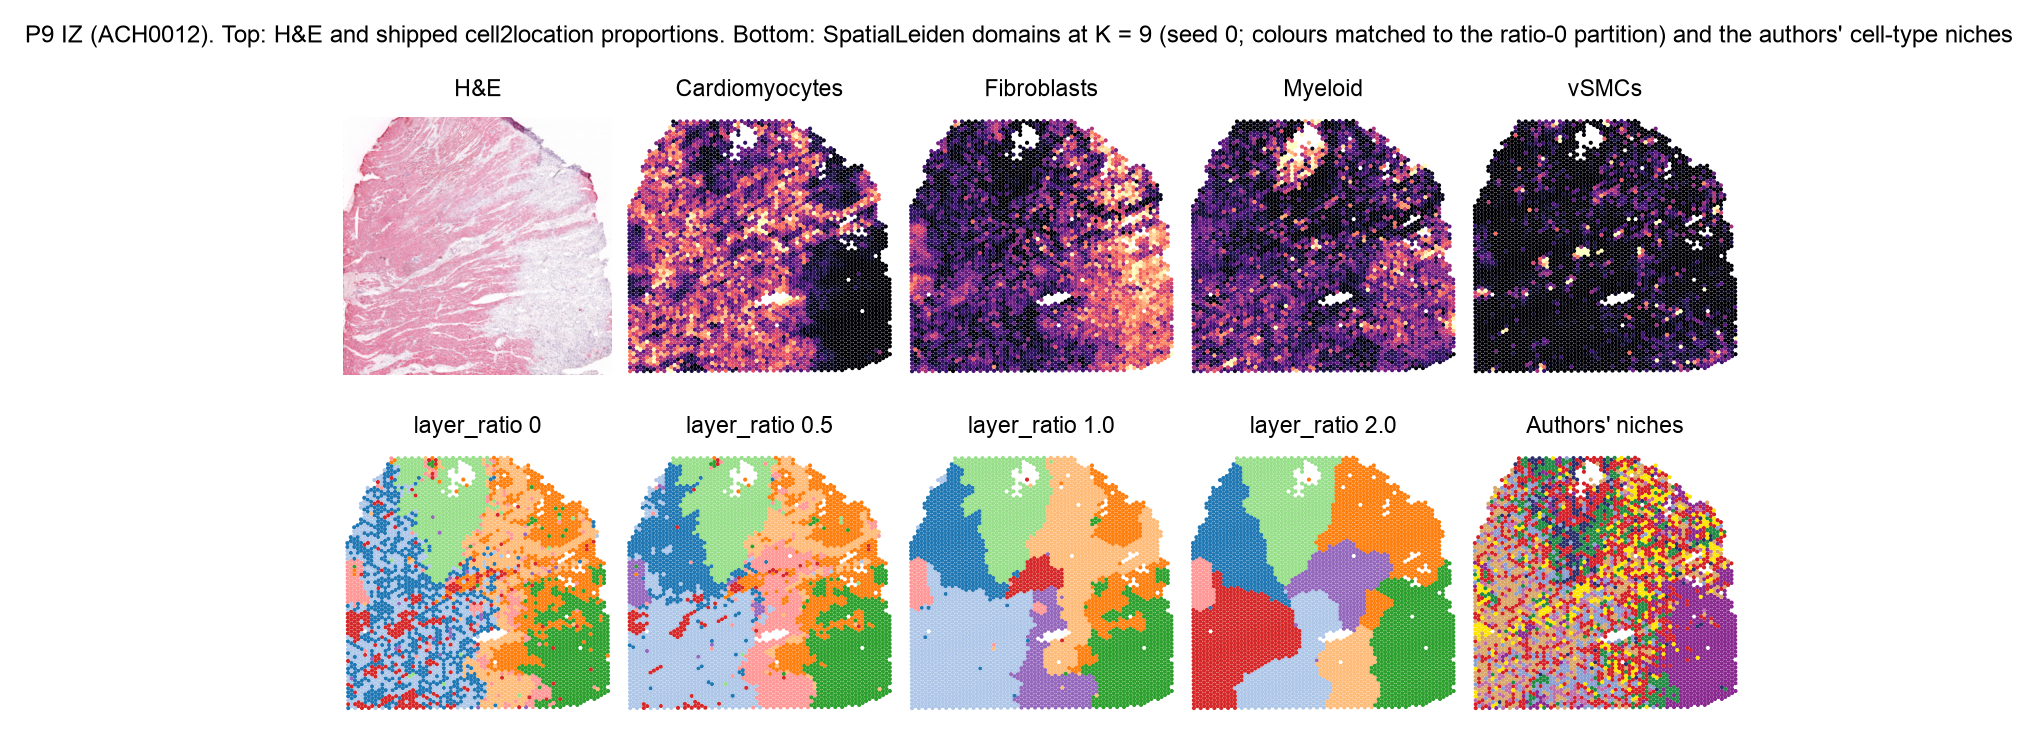 P9 IZ (ACH0012). Top: H&E and shipped cell2location proportions. Bottom: SpatialLeiden domains at K = 9 (seed 0; colours matched to the ratio-0 partition) and the authors' cell-type niches
H&E
Cardiomyocytes
Fibroblasts
Myeloid
vSMCs
layer_ratio 0
layer_ratio 0.5
layer_ratio 1.0
layer_ratio 2.0
Authors' niches